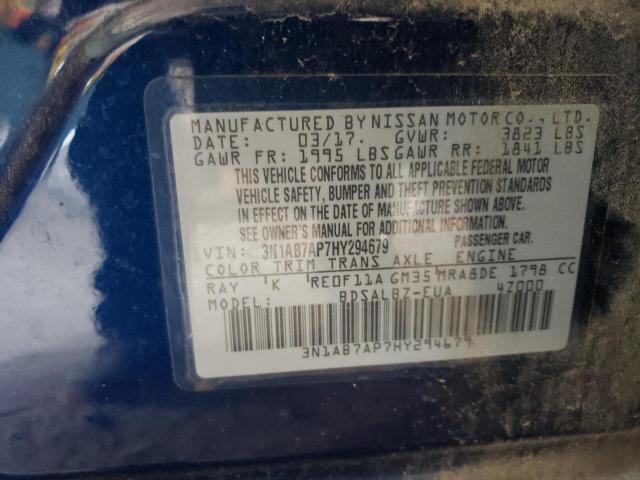 MANUFACTURED BY NISSAN MOTOR CO., LTD.
DATE: 03/17. GVWR: 3823 LBS
GAWR FR: 1995 LBS GAWR RR: 1841 LBS
THIS VEHICLE CONFORMS TO ALL APPLICABLE FEDERAL MOTOR
VEHICLE SAFETY, BUMPER AND THEFT PREVENTION STANDARDS
IN EFFECT ON THE DATE OF MANUFACTURE SHOWN ABOVE.
SEE OWNER'S MANUAL FOR ADDITIONAL INFORMATION.
VIN: 3N1AB7AP7HY294679 PASSENGER CAR.
COLOR TRIM TRANS AXLE ENGINE
RAY K RE0F11A GM35 MRA8DE 1798 CC
MODEL: BDSALBZ-EUA 4Z000
3N1AB7AP7HY294679